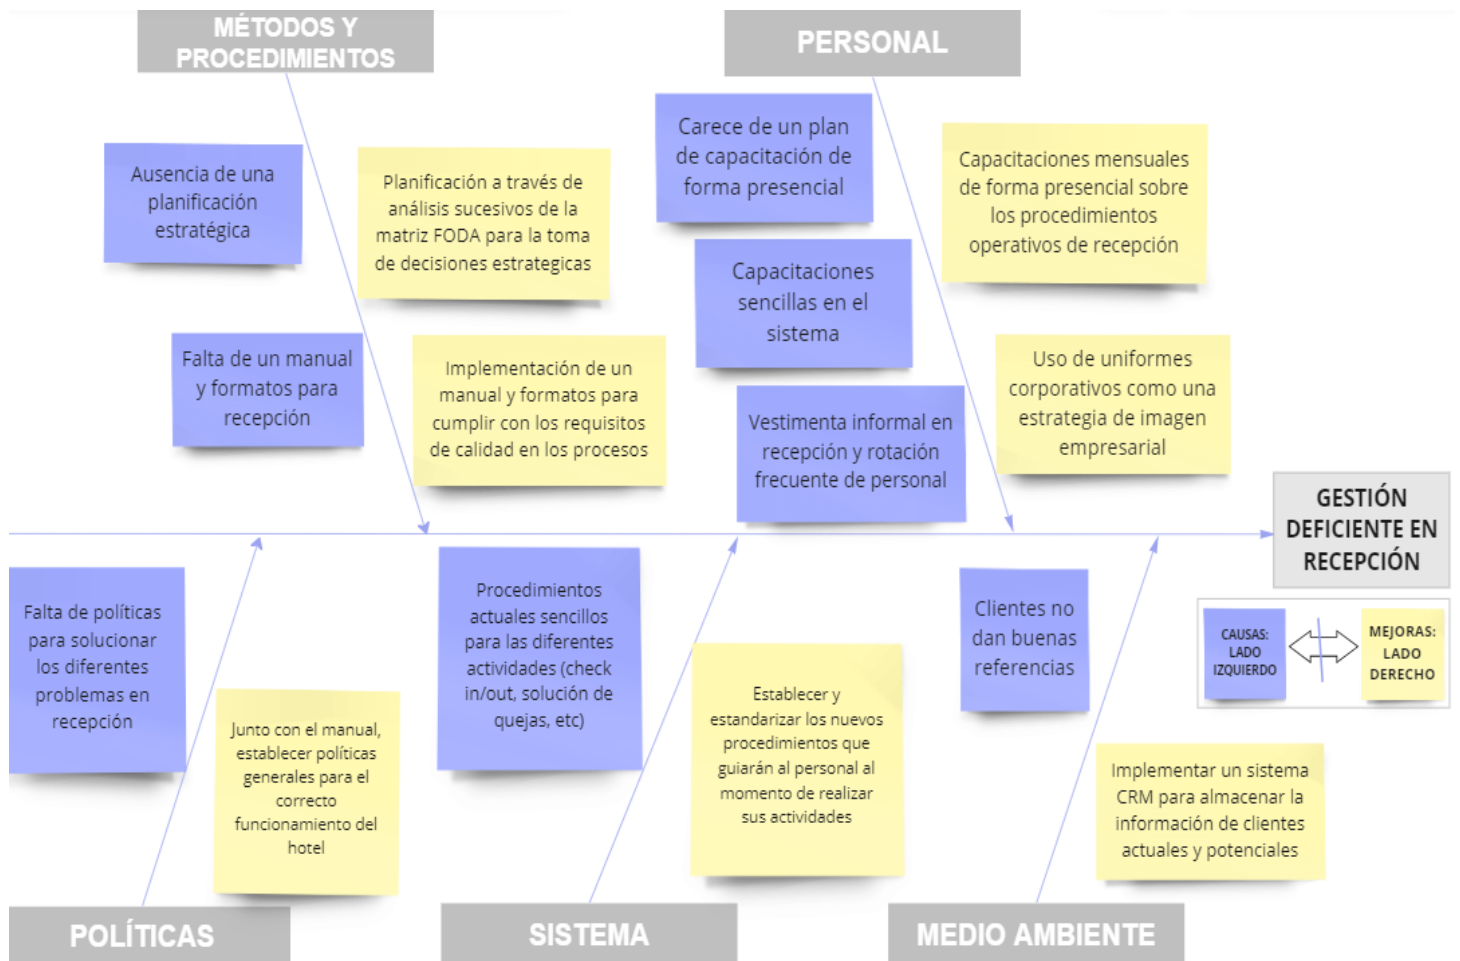 MÉTODOS Y
PROCEDIMIENTOS
Ausencia de una
planificación
estratégica
Planificación a través de
análisis sucesivos de la
matriz FODA para la toma
de decisiones estrategicas
Falta de un manual
y formatos para
recepción
Implementación de un
manual y formatos para
cumplir con los requisitos
de calidad en los procesos
PERSONAL
Carece de un plan
de capacitación de
forma presencial
Capacitaciones mensuales
de forma presencial sobre
los procedimientos
operativos de recepción
Capacitaciones
sencillas en el
sistema
Uso de uniformes
corporativos como una
estrategia de imagen
empresarial
Vestimenta informal en
recepción y rotación
frecuente de personal
GESTIÓN
DEFICIENTE EN
RECEPCIÓN
CAUSAS:
LADO
IZQUIERDO
MEJORAS:
LADO
DERECHO
Falta de políticas
para solucionar
los diferentes
problemas en
recepción
Junto con el manual,
establecer políticas
generales para el
correcto
funcionamiento del
hotel
POLÍTICAS
Procedimientos
actuales sencillos
para las diferentes
actividades (check
in/out, solución de
quejas, etc)
Establecer y
estandarizar los nuevos
procedimientos que
guiarán al personal al
momento de realizar
sus actividades
SISTEMA
Clientes no
dan buenas
referencias
Implementar un sistema
CRM para almacenar la
información de clientes
actuales y potenciales
MEDIO AMBIENTE